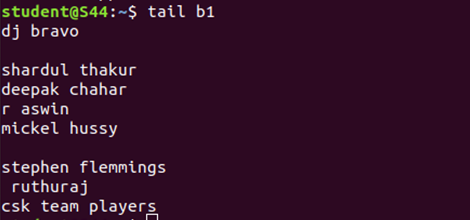 student@S44:~$ tail b1
dj bravo
shardul thakur
deepak chahar
r aswin
mickel hussy
stephen flemmings
ruthuraj
csk team players